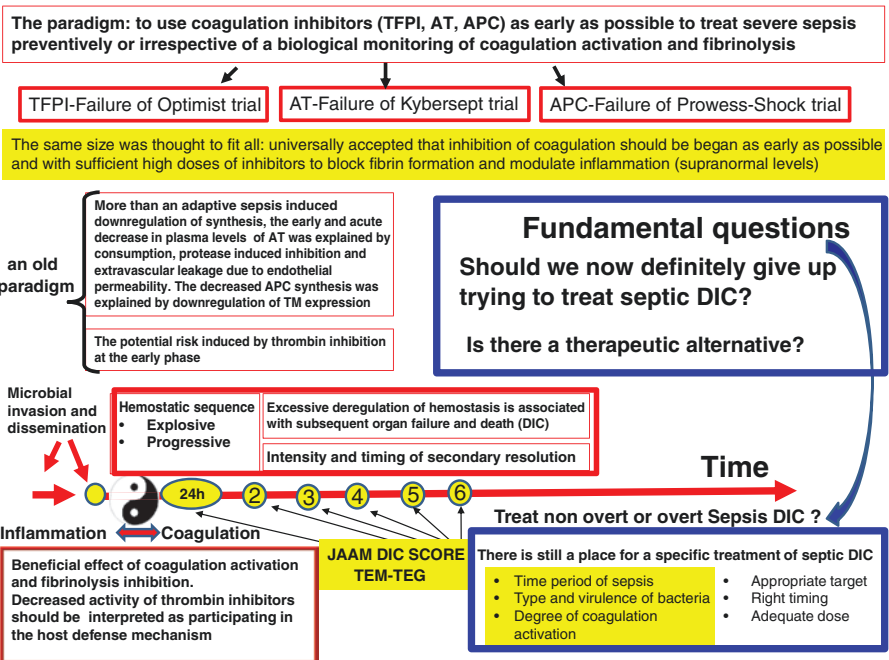 The paradigm: to use coagulation inhibitors (TFPI, AT, APC) as early as possible to treat severe sepsis
preventively or irrespective of a biological monitoring of coagulation activation and fibrinolysis
TFPI-Failure of Optimist trial
AT-Failure of Kybersept trial
APC-Failure of Prowess-Shock trial
The same size was thought to fit all: universally accepted that inhibition of coagulation should be began as early as possible
and with sufficient high doses of inhibitors to block fibrin formation and modulate inflammation (supranormal levels)
an old
paradigm
More than an adaptive sepsis induced
downregulation of synthesis, the early and acute
decrease in plasma levels of AT was explained by
consumption, protease induced inhibition and
extravascular leakage due to endothelial
permeability. The decreased APC synthesis was
explained by downregulation of TM expression
The potential risk induced by thrombin inhibition
at the early phase
Fundamental questions
Should we now definitely give up
trying to treat septic DIC?
Is there a therapeutic alternative?
Microbial
invasion and
dissemination
Hemostatic sequence
• Explosive
• Progressive
Excessive deregulation of hemostasis is associated
with subsequent organ failure and death (DIC)
Intensity and timing of secondary resolution
Time
24h
2
3
4
5
6
Inflammation
Coagulation
Treat non overt or overt Sepsis DIC ?
Beneficial effect of coagulation activation
and fibrinolysis inhibition.
Decreased activity of thrombin inhibitors
should be interpreted as participating in
the host defense mechanism
JAAM DIC SCORE
TEM-TEG
There is still a place for a specific treatment of septic DIC
• Time period of sepsis
• Type and virulence of bacteria
• Degree of coagulation
activation
• Appropriate target
• Right timing
• Adequate dose